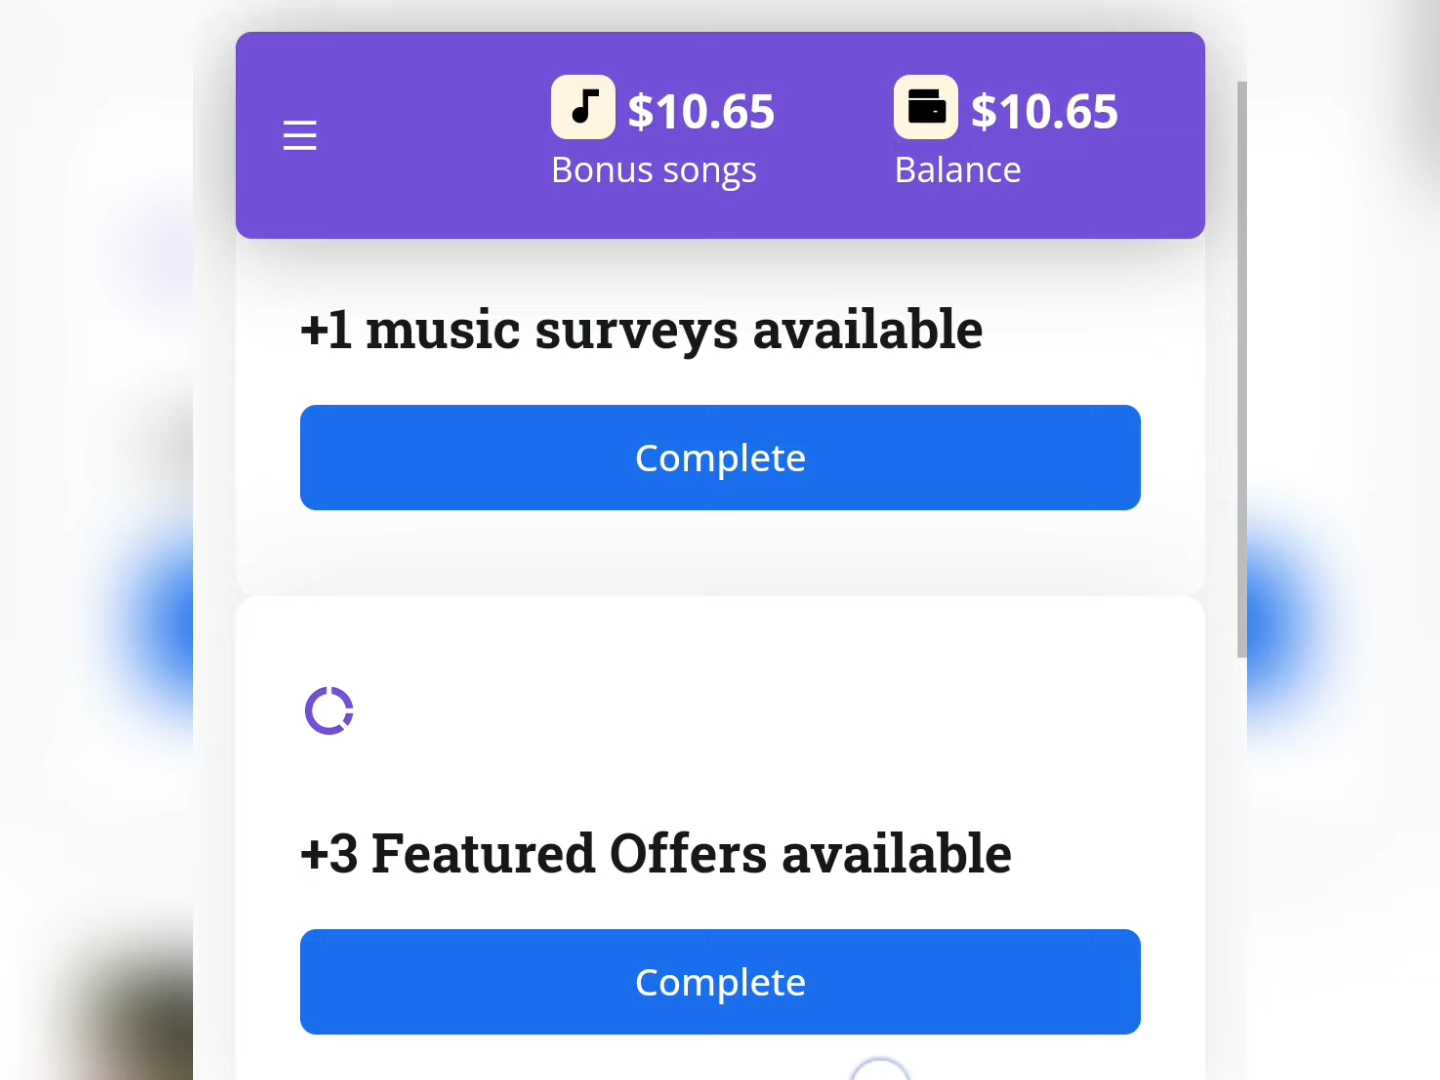 $10.65 $10.65
Bonus songs Balance
+1 music surveys available
Complete
+3 Featured Offers available
Complete